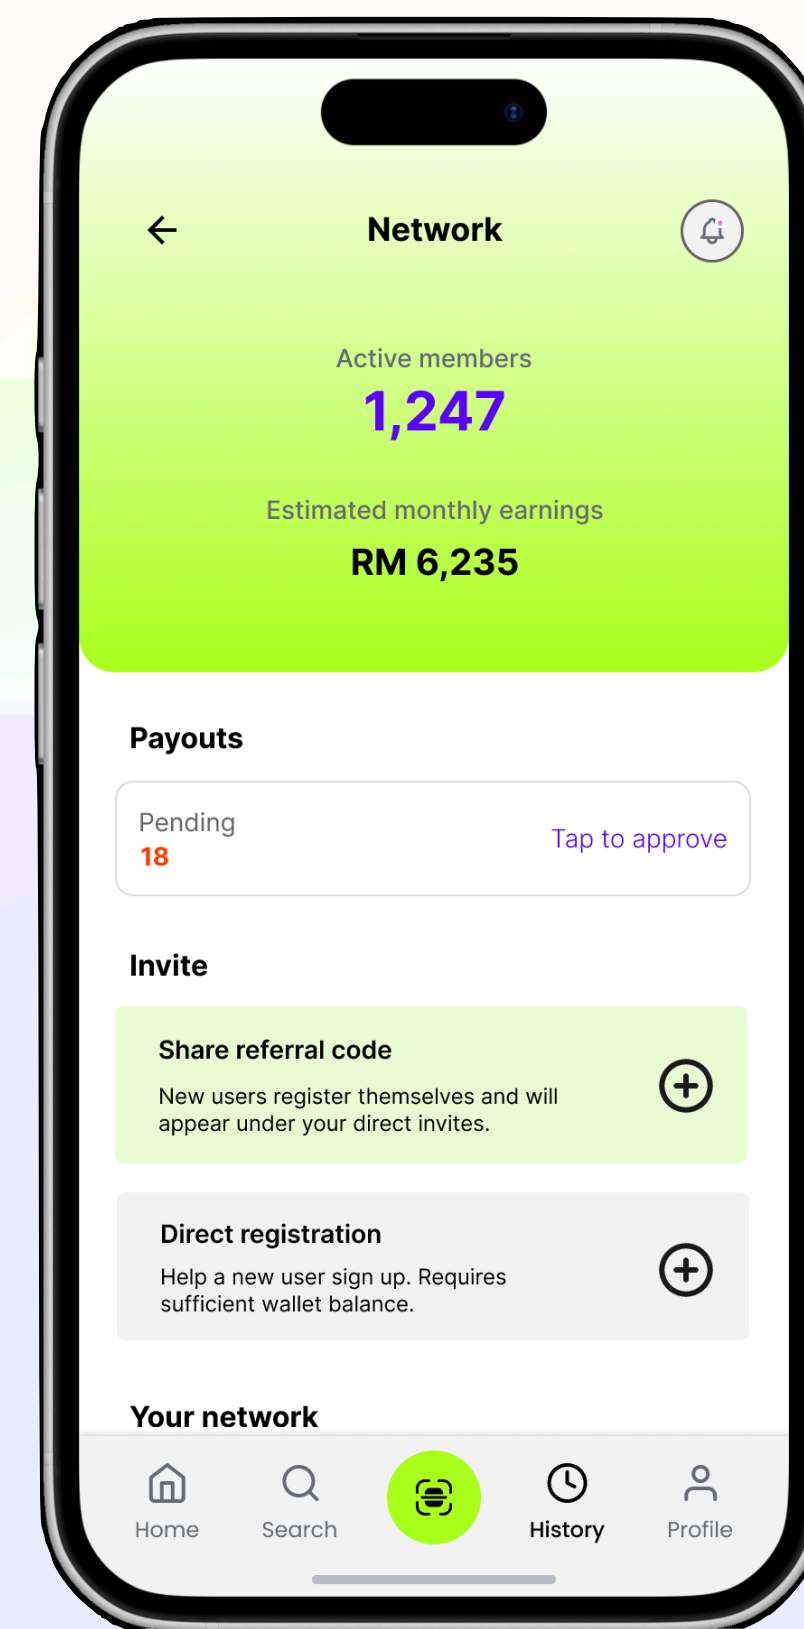 Network
Active members
1,247
Estimated monthly earnings
RM 6,235
Payouts
Pending
18
Tap to approve
Invite
Share referral code
New users register themselves and will
appear under your direct invites.
Direct registration
Help a new user sign up. Requires
sufficient wallet balance.
Your network
Home
Search
History
Profile